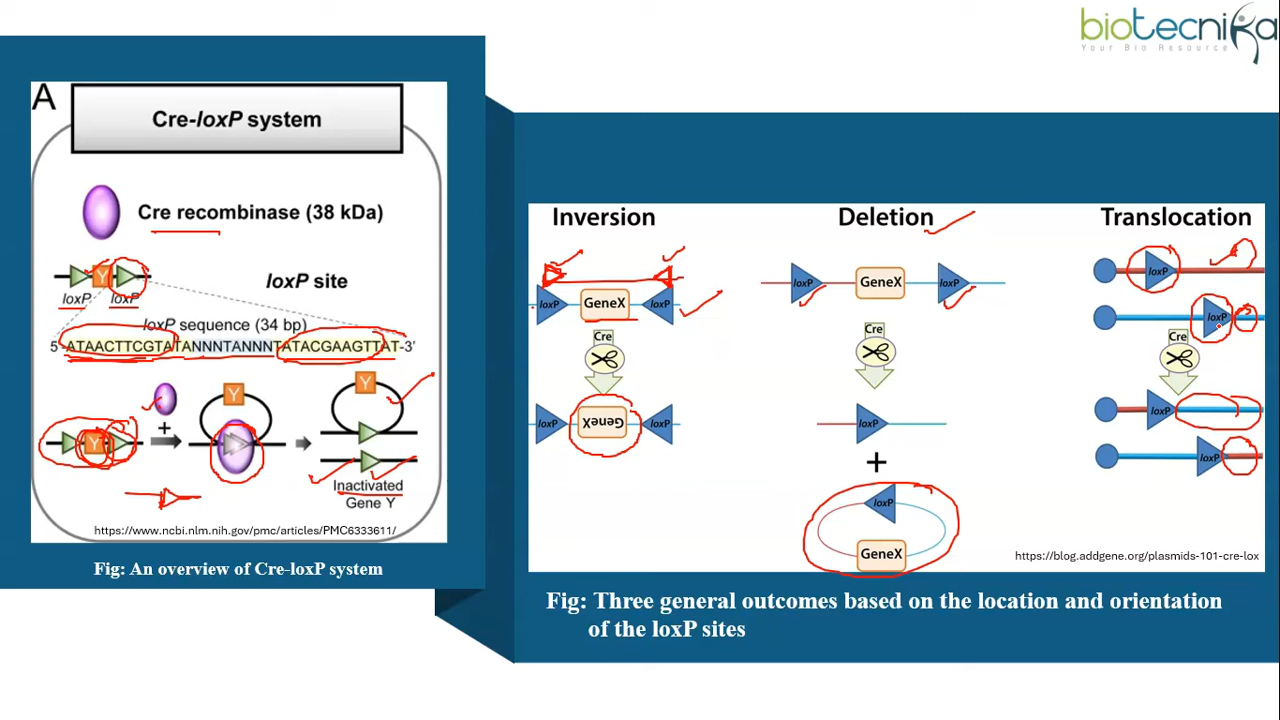 biotecnika
Your Bio Resource
A
Cre-loxP system
Cre recombinase (38 kDa)
Y
loxP
loxP
loxP site
loxP sequence (34 bp)
5'-ATAACTTCGTATANNNTANNNTATACGAAGTTAT-3'
Y
+
Y
Y
Inactivated
Gene Y
https://www.ncbi.nlm.nih.gov/pmc/articles/PMC6333611/
Fig: An overview of Cre-loxP system
Inversion
loxP
GeneX
loxP
Cre
loxP
GeneX
loxP
Deletion
loxP
GeneX
loxP
Cre
loxP
+
loxP
GeneX
Translocation
loxP
loxP
Cre
loxP
loxP
https://blog.addgene.org/plasmids-101-cre-lox
Fig: Three general outcomes based on the location and orientation
of the loxP sites